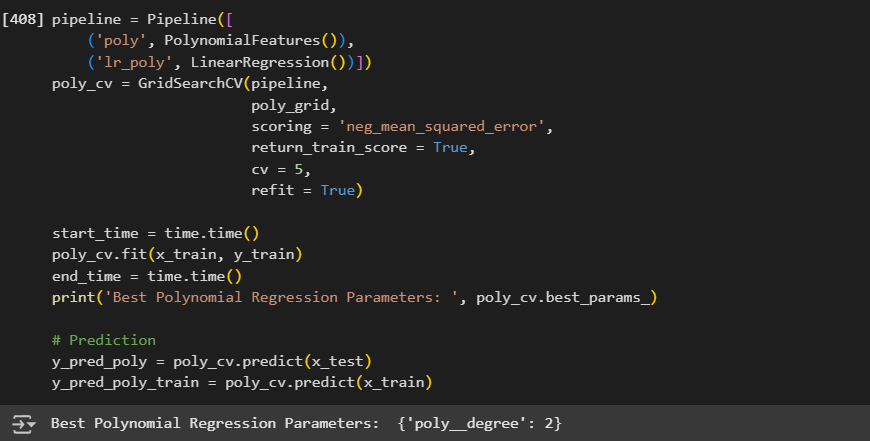 [408] pipeline = Pipeline([
('poly', PolynomialFeatures()),
('lr_poly', LinearRegression())])
poly_cv = GridSearchCV(pipeline,
poly_grid,
scoring = 'neg_mean_squared_error',
return_train_score = True,
cv = 5,
refit = True)
start_time = time.time()
poly_cv.fit(x_train, y_train)
end_time = time.time()
print('Best Polynomial Regression Parameters: ', poly_cv.best_params_)
# Prediction
y_pred_poly = poly_cv.predict(x_test)
y_pred_poly_train = poly_cv.predict(x_train)
Best Polynomial Regression Parameters:  {'poly__degree': 2}